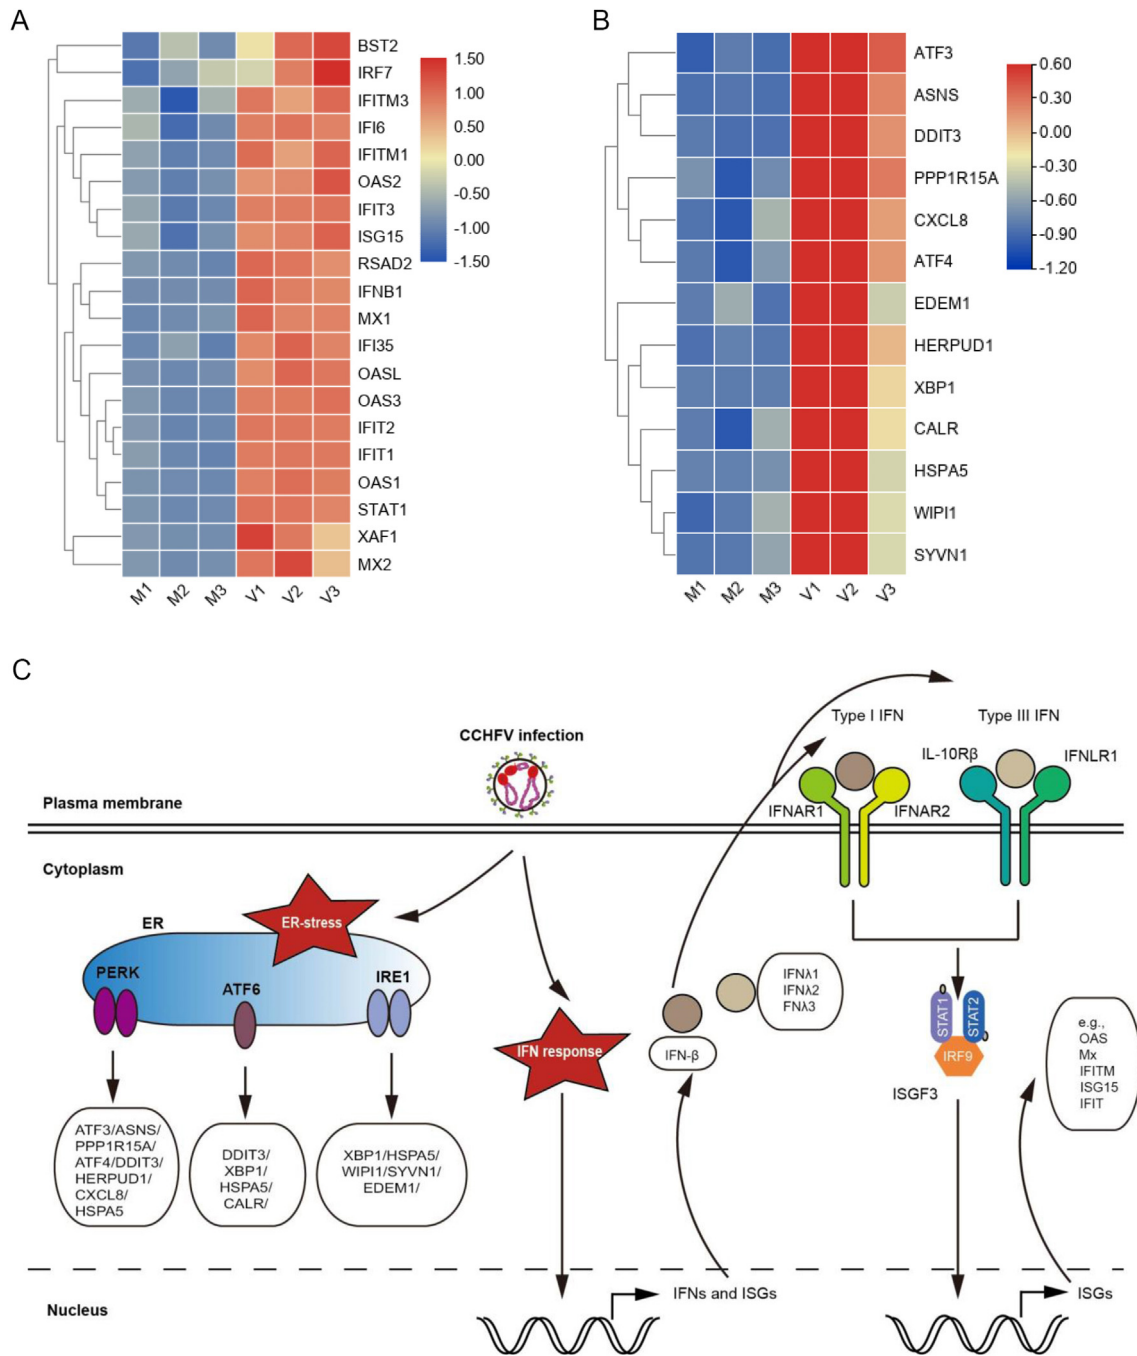 A
BST2
IRF7
IFITM3
IFI6
IFITM1
OAS2
IFIT3
ISG15
RSAD2
IFNB1
MX1
IFI35
OASL
OAS3
IFIT2
IFIT1
OAS1
STAT1
XAF1
MX2
1.50
1.00
0.50
0.00
-0.50
-1.00
-1.50
M1 M2 M3 V1 V2 V3
B
ATF3
ASNS
DDIT3
PPP1R15A
CXCL8
ATF4
EDEM1
HERPUD1
XBP1
CALR
HSPA5
WIPI1
SYVN1
0.60
0.30
0.00
-0.30
-0.60
-0.90
-1.20
M1 M2 M3 V1 V2 V3
C
CCHFV infection
Type I IFN
Type III IFN
IL-10Rβ
IFNLR1
IFNAR1
IFNAR2
Plasma membrane
Cytoplasm
ER-stress
ER
PERK
ATF6
IRE1
ATF3/ASNS/
PPP1R15A/
ATF4/DDIT3/
HERPUD1/
CXCL8/
HSPA5
DDIT3/
XBP1/
HSPA5/
CALR/
XBP1/HSPA5/
WIPI1/SYVN1/
EDEM1/
IFN response
IFN-β
IFNλ1
IFNλ2
FNλ3
STAT1
STAT2
IRF9
ISGF3
e.g.,
OAS
Mx
IFITM
ISG15
IFIT
Nucleus
IFNs and ISGs
ISGs